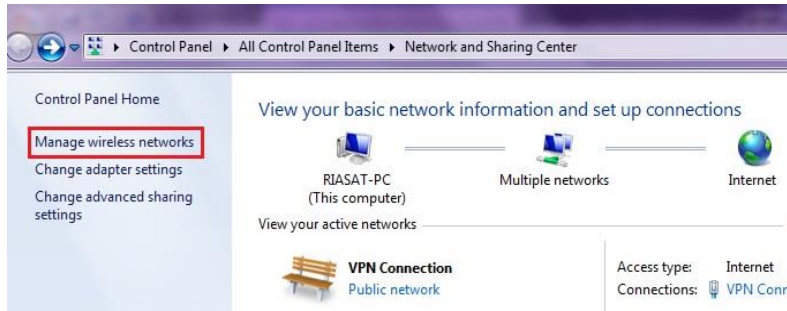 Control Panel ▸ All Control Panel Items ▸ Network and Sharing Center
Control Panel Home
Manage wireless networks
Change adapter settings
Change advanced sharing
settings
View your basic network information and set up connections
RIASAT-PC
(This computer)
Multiple networks
Internet
View your active networks
VPN Connection
Public network
Access type: Internet
Connections: VPN Conn